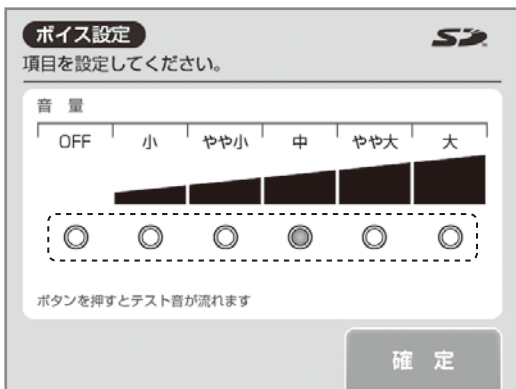 ボイス設定
SD
項目を設定してください。
音 量
OFF 小 やや小 中 やや大 大
ボタンを押すとテスト音が流れます
確 定